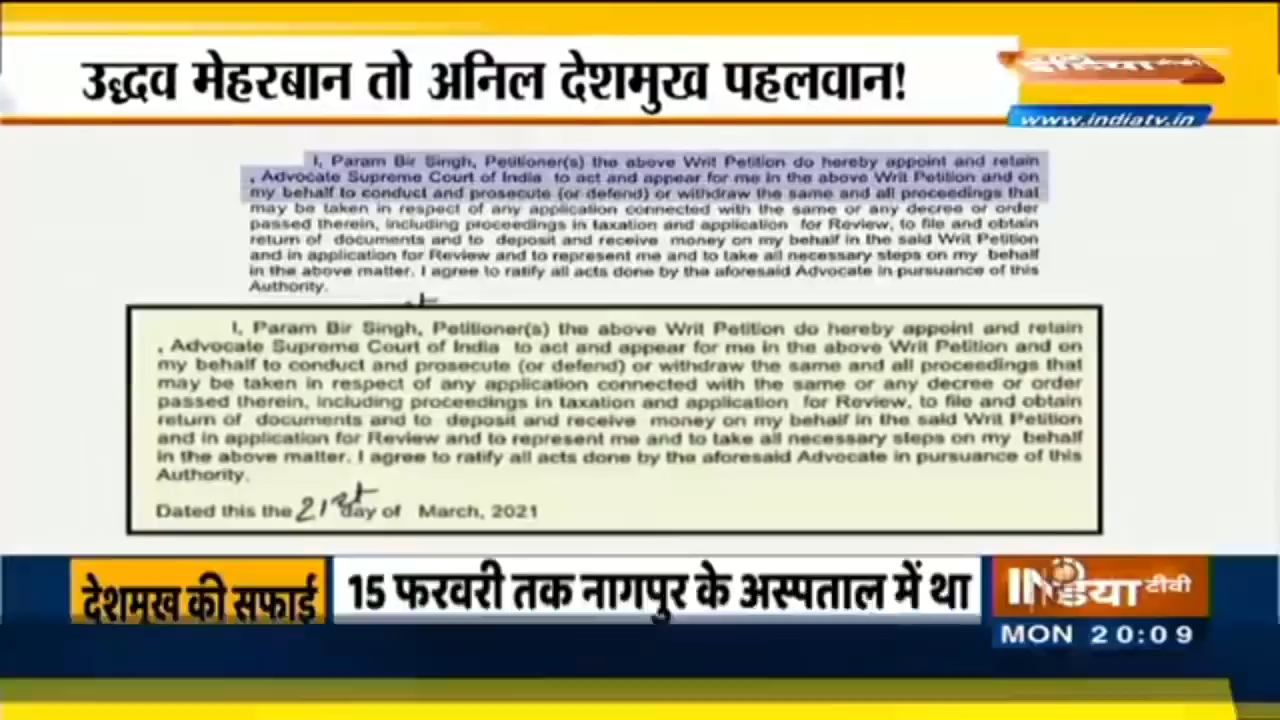 उद्धव मेहरबान तो अनिल देशमुख पहलवान!
इंडिया टीवी
www.indiatv.in
I, Param Bir Singh, Petitioner(s) the above Writ Petition do hereby appoint and retain
, Advocate Supreme Court of India to act and appear for me in the above Writ Petition and on
my behalf to conduct and prosecute (or defend) or withdraw the same and all proceedings that
may be taken in respect of any application connected with the same or any decree or order
passed therein, including proceedings in taxation and application for Review, to file and obtain
return of documents and to deposit and receive money on my behalf in the said Writ Petition
and in application for Review and to represent me and to take all necessary steps on my behalf
in the above matter. I agree to ratify all acts done by the aforesaid Advocate in pursuance of this
Authority.
I, Param Bir Singh, Petitioner(s) the above Writ Petition do hereby appoint and retain
, Advocate Supreme Court of India to act and appear for me in the above Writ Petition and on
my behalf to conduct and prosecute (or defend) or withdraw the same and all proceedings that
may be taken in respect of any application connected with the same or any decree or order
passed therein, including proceedings in taxation and application for Review, to file and obtain
return of documents and to deposit and receive money on my behalf in the said Writ Petition
and in application for Review and to represent me and to take all necessary steps on my behalf
in the above matter. I agree to ratify all acts done by the aforesaid Advocate in pursuance of this
Authority.
Dated this the 21st day of March, 2021
देशमुख की सफाई
15 फरवरी तक नागपुर के अस्पताल में था
INDिया टीवी
MON 20:09